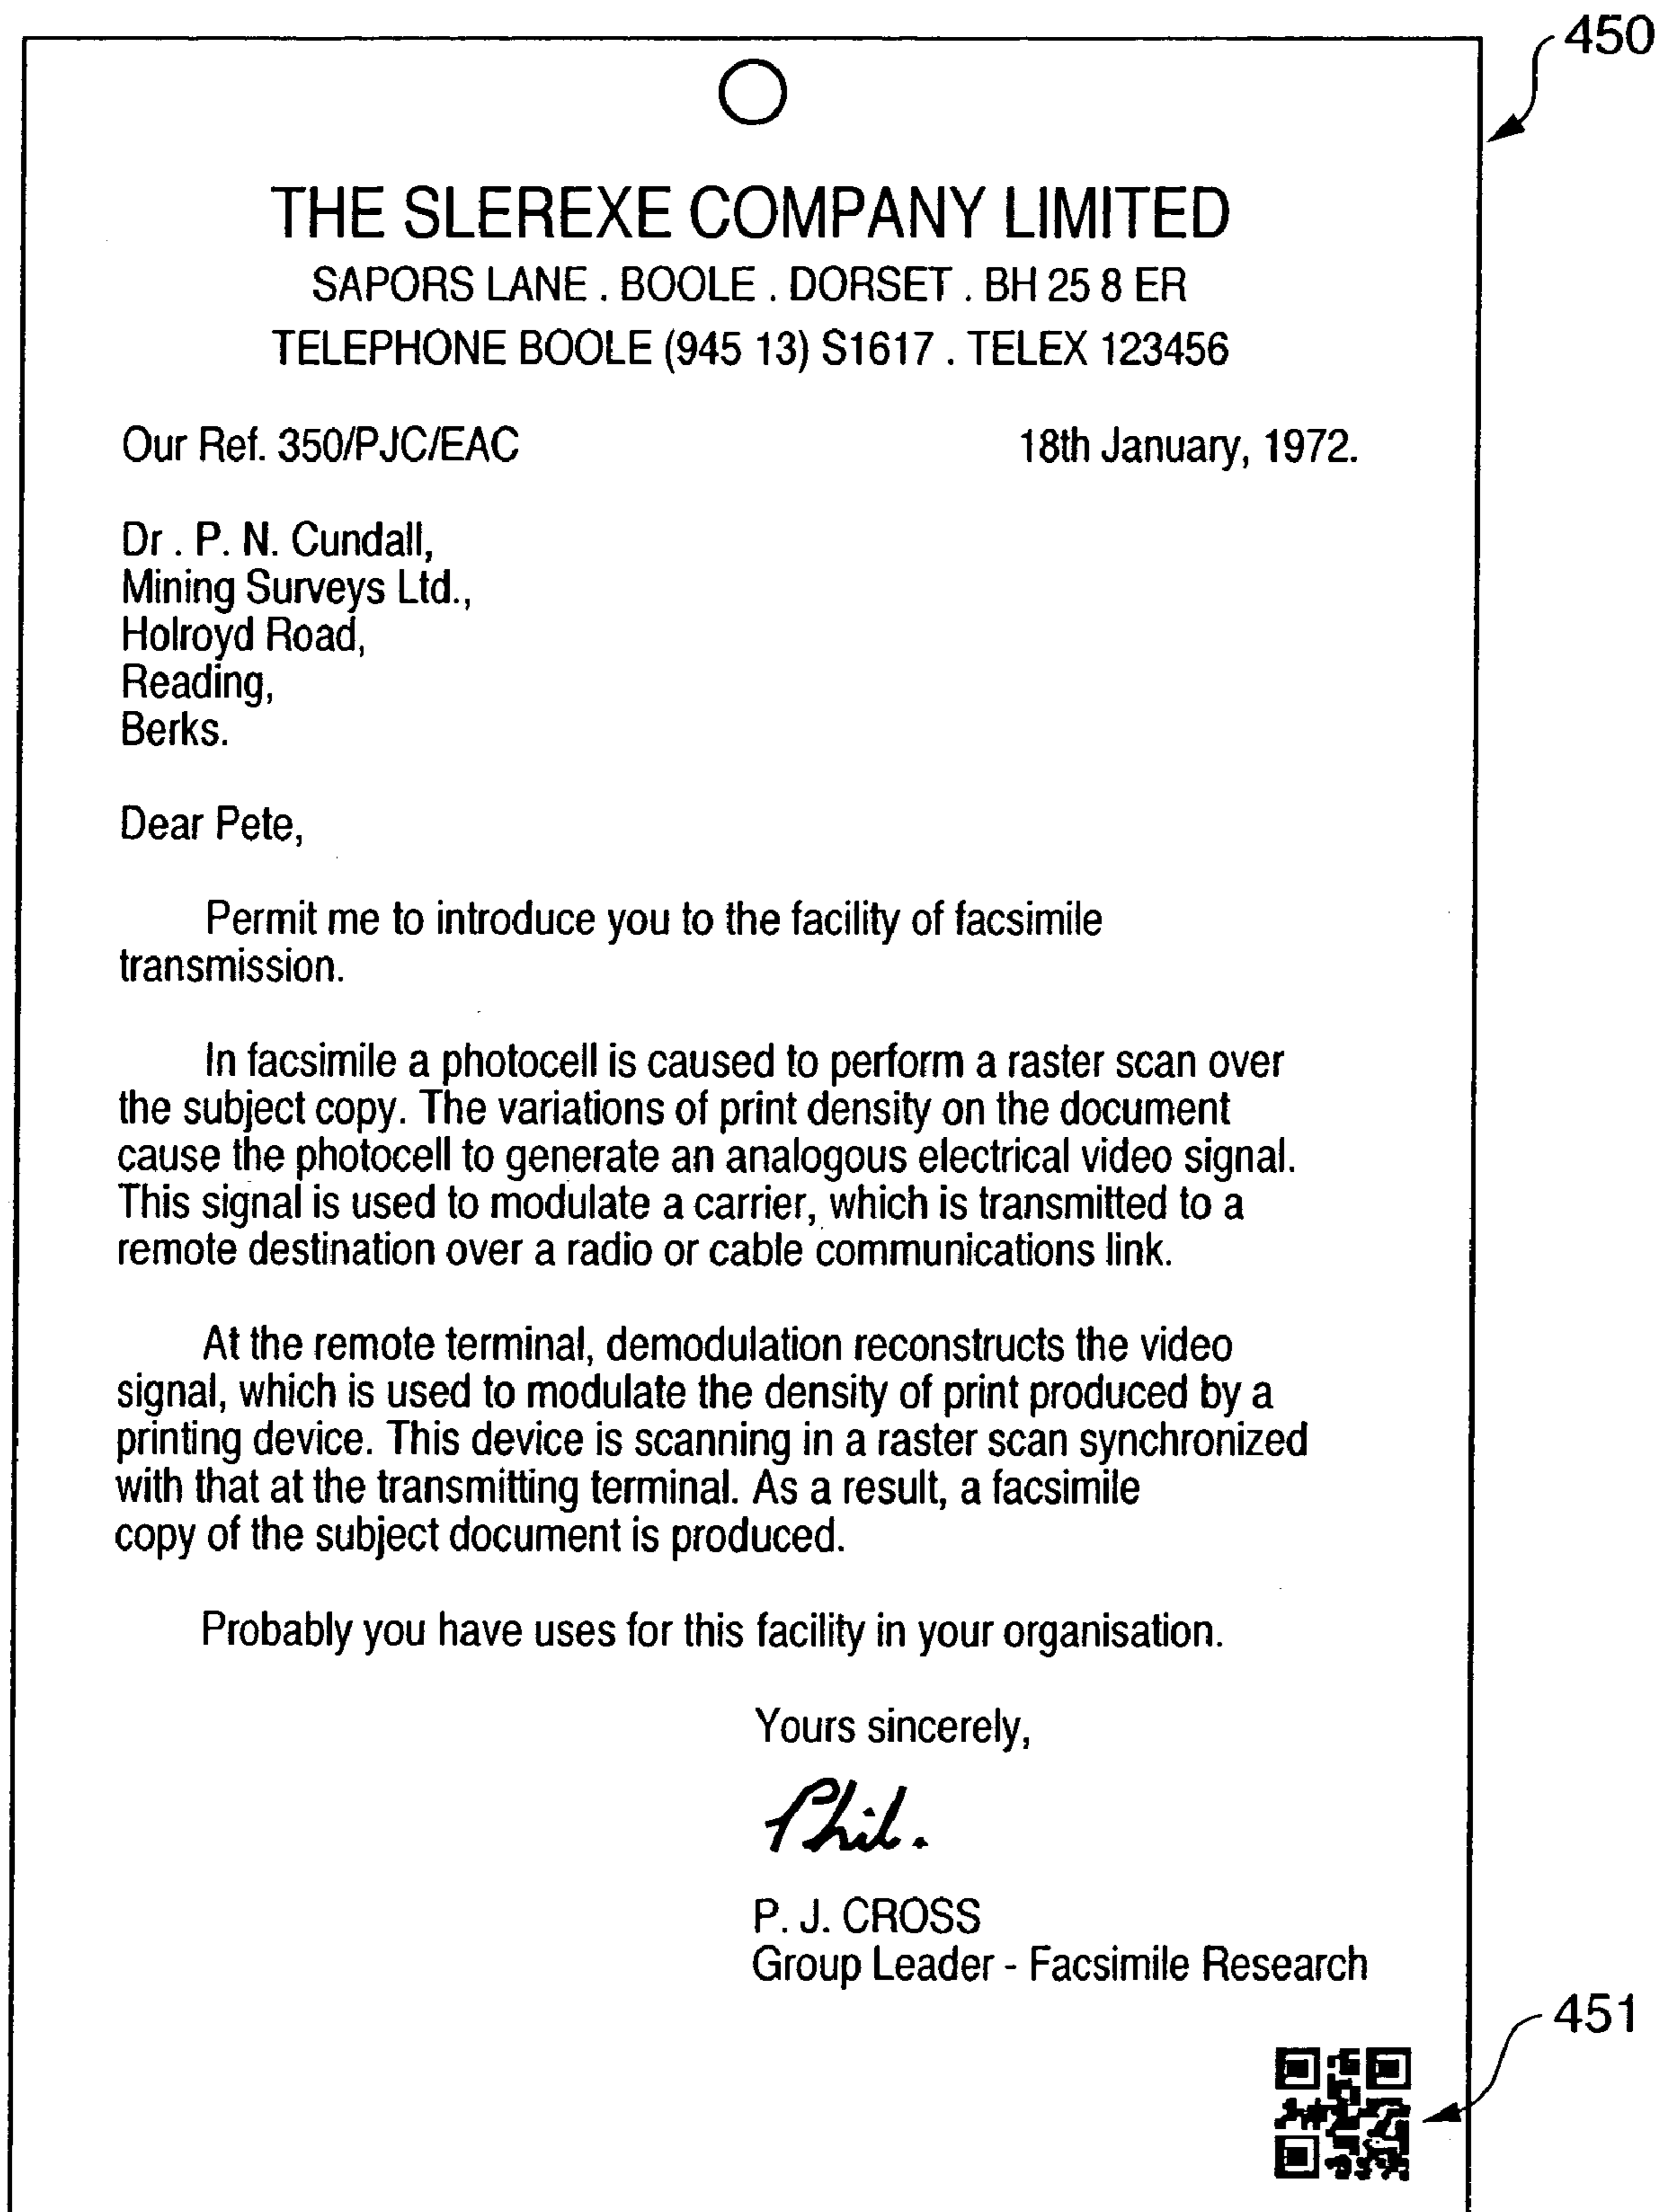 450
THE SLEREXE COMPANY LIMITED
SAPORS LANE . BOOLE . DORSET . BH 25 8 ER
TELEPHONE BOOLE (945 13) S1617 . TELEX 123456
Our Ref. 350/PJC/EAC 18th January, 1972.
Dr . P. N. Cundall,
Mining Surveys Ltd.,
Holroyd Road,
Reading,
Berks.
Dear Pete,
Permit me to introduce you to the facility of facsimile
transmission.
In facsimile a photocell is caused to perform a raster scan over
the subject copy. The variations of print density on the document
cause the photocell to generate an analogous electrical video signal.
This signal is used to modulate a carrier, which is transmitted to a
remote destination over a radio or cable communications link.
At the remote terminal, demodulation reconstructs the video
signal, which is used to modulate the density of print produced by a
printing device. This device is scanning in a raster scan synchronized
with that at the transmitting terminal. As a result, a facsimile
copy of the subject document is produced.
Probably you have uses for this facility in your organisation.
Yours sincerely,
Phil.
P. J. CROSS
Group Leader - Facsimile Research
451